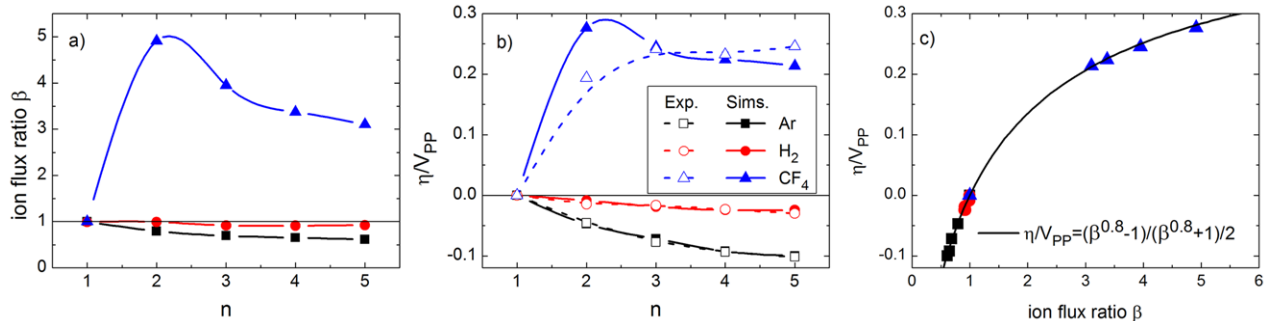 a)
ion flux ratio β
5
4
3
2
1
0
1 2 3 4 5
n
b)
η/V_PP
0.3
0.2
0.1
0.0
-0.1
Exp. Sims.
Ar
H₂
CF₄
1 2 3 4 5
n
c)
η/V_PP
0.3
0.2
0.1
0.0
-0.1
η/V_PP=(β^0.8-1)/(β^0.8+1)/2
0 1 2 3 4 5 6
ion flux ratio β